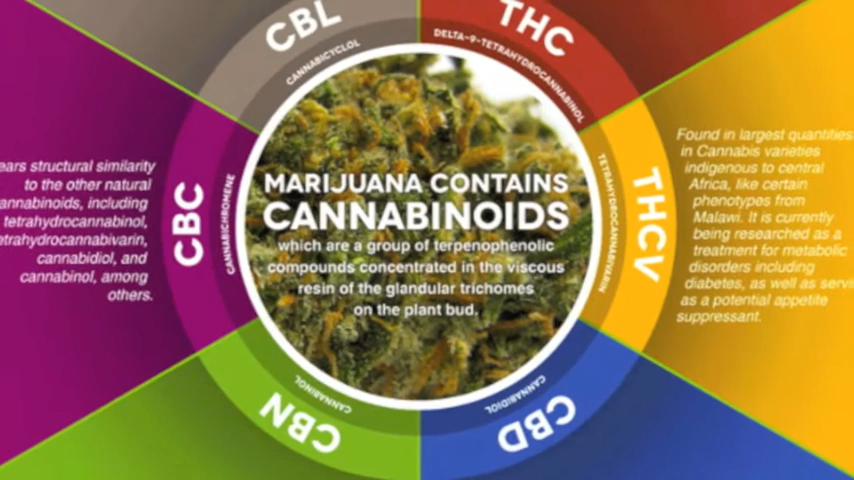 CBL
CANNABICYCLOL
THC
DELTA-9-TETRAHYDROCANNABINOL
MARIJUANA CONTAINS
CANNABINOIDS
which are a group of terpenophenolic
compounds concentrated in the viscous
resin of the glandular trichomes
on the plant bud.
CBC
CANNABICHROMENE
ears structural similarity
to the other natural
annabinoids, including
tetrahydrocannabinol,
etrahydrocannabivarin,
cannabidiol, and
cannabinol, among
others.
THCV
TETRAHYDROCANNABIVARIN
Found in largest quantities
in Cannabis varieties
indigenous to central
Africa, like certain
phenotypes from
Malawi. It is currently
being researched as a
treatment for metabolic
disorders including
diabetes, as well as servi
as a potential appetite
suppressant.
CBN
CANNABINOL
CBD
CANNABIDIOL